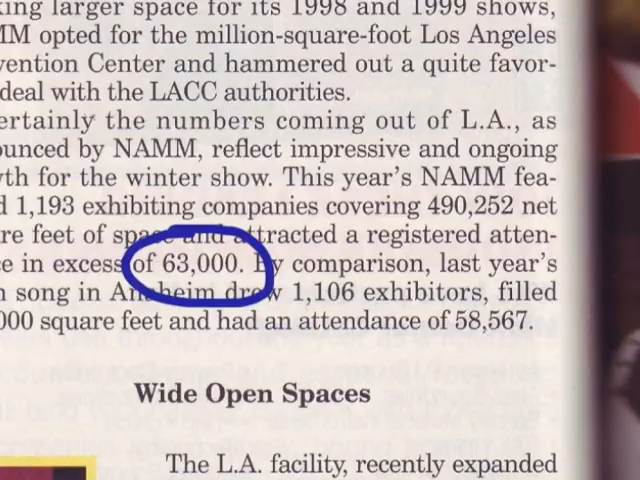 king larger space for its 1998 and 1999 shows,
MM opted for the million-square-foot Los Angeles
vention Center and hammered out a quite favor-
deal with the LACC authorities.
ertainly the numbers coming out of L.A., as
ounced by NAMM, reflect impressive and ongoing
wth for the winter show. This year's NAMM fea-
d 1,193 exhibiting companies covering 490,252 net
re feet of space and attracted a registered atten-
ce in excess of 63,000. By comparison, last year's
n song in Anaheim drew 1,106 exhibitors, filled
000 square feet and had an attendance of 58,567.
Wide Open Spaces
The L.A. facility, recently expanded